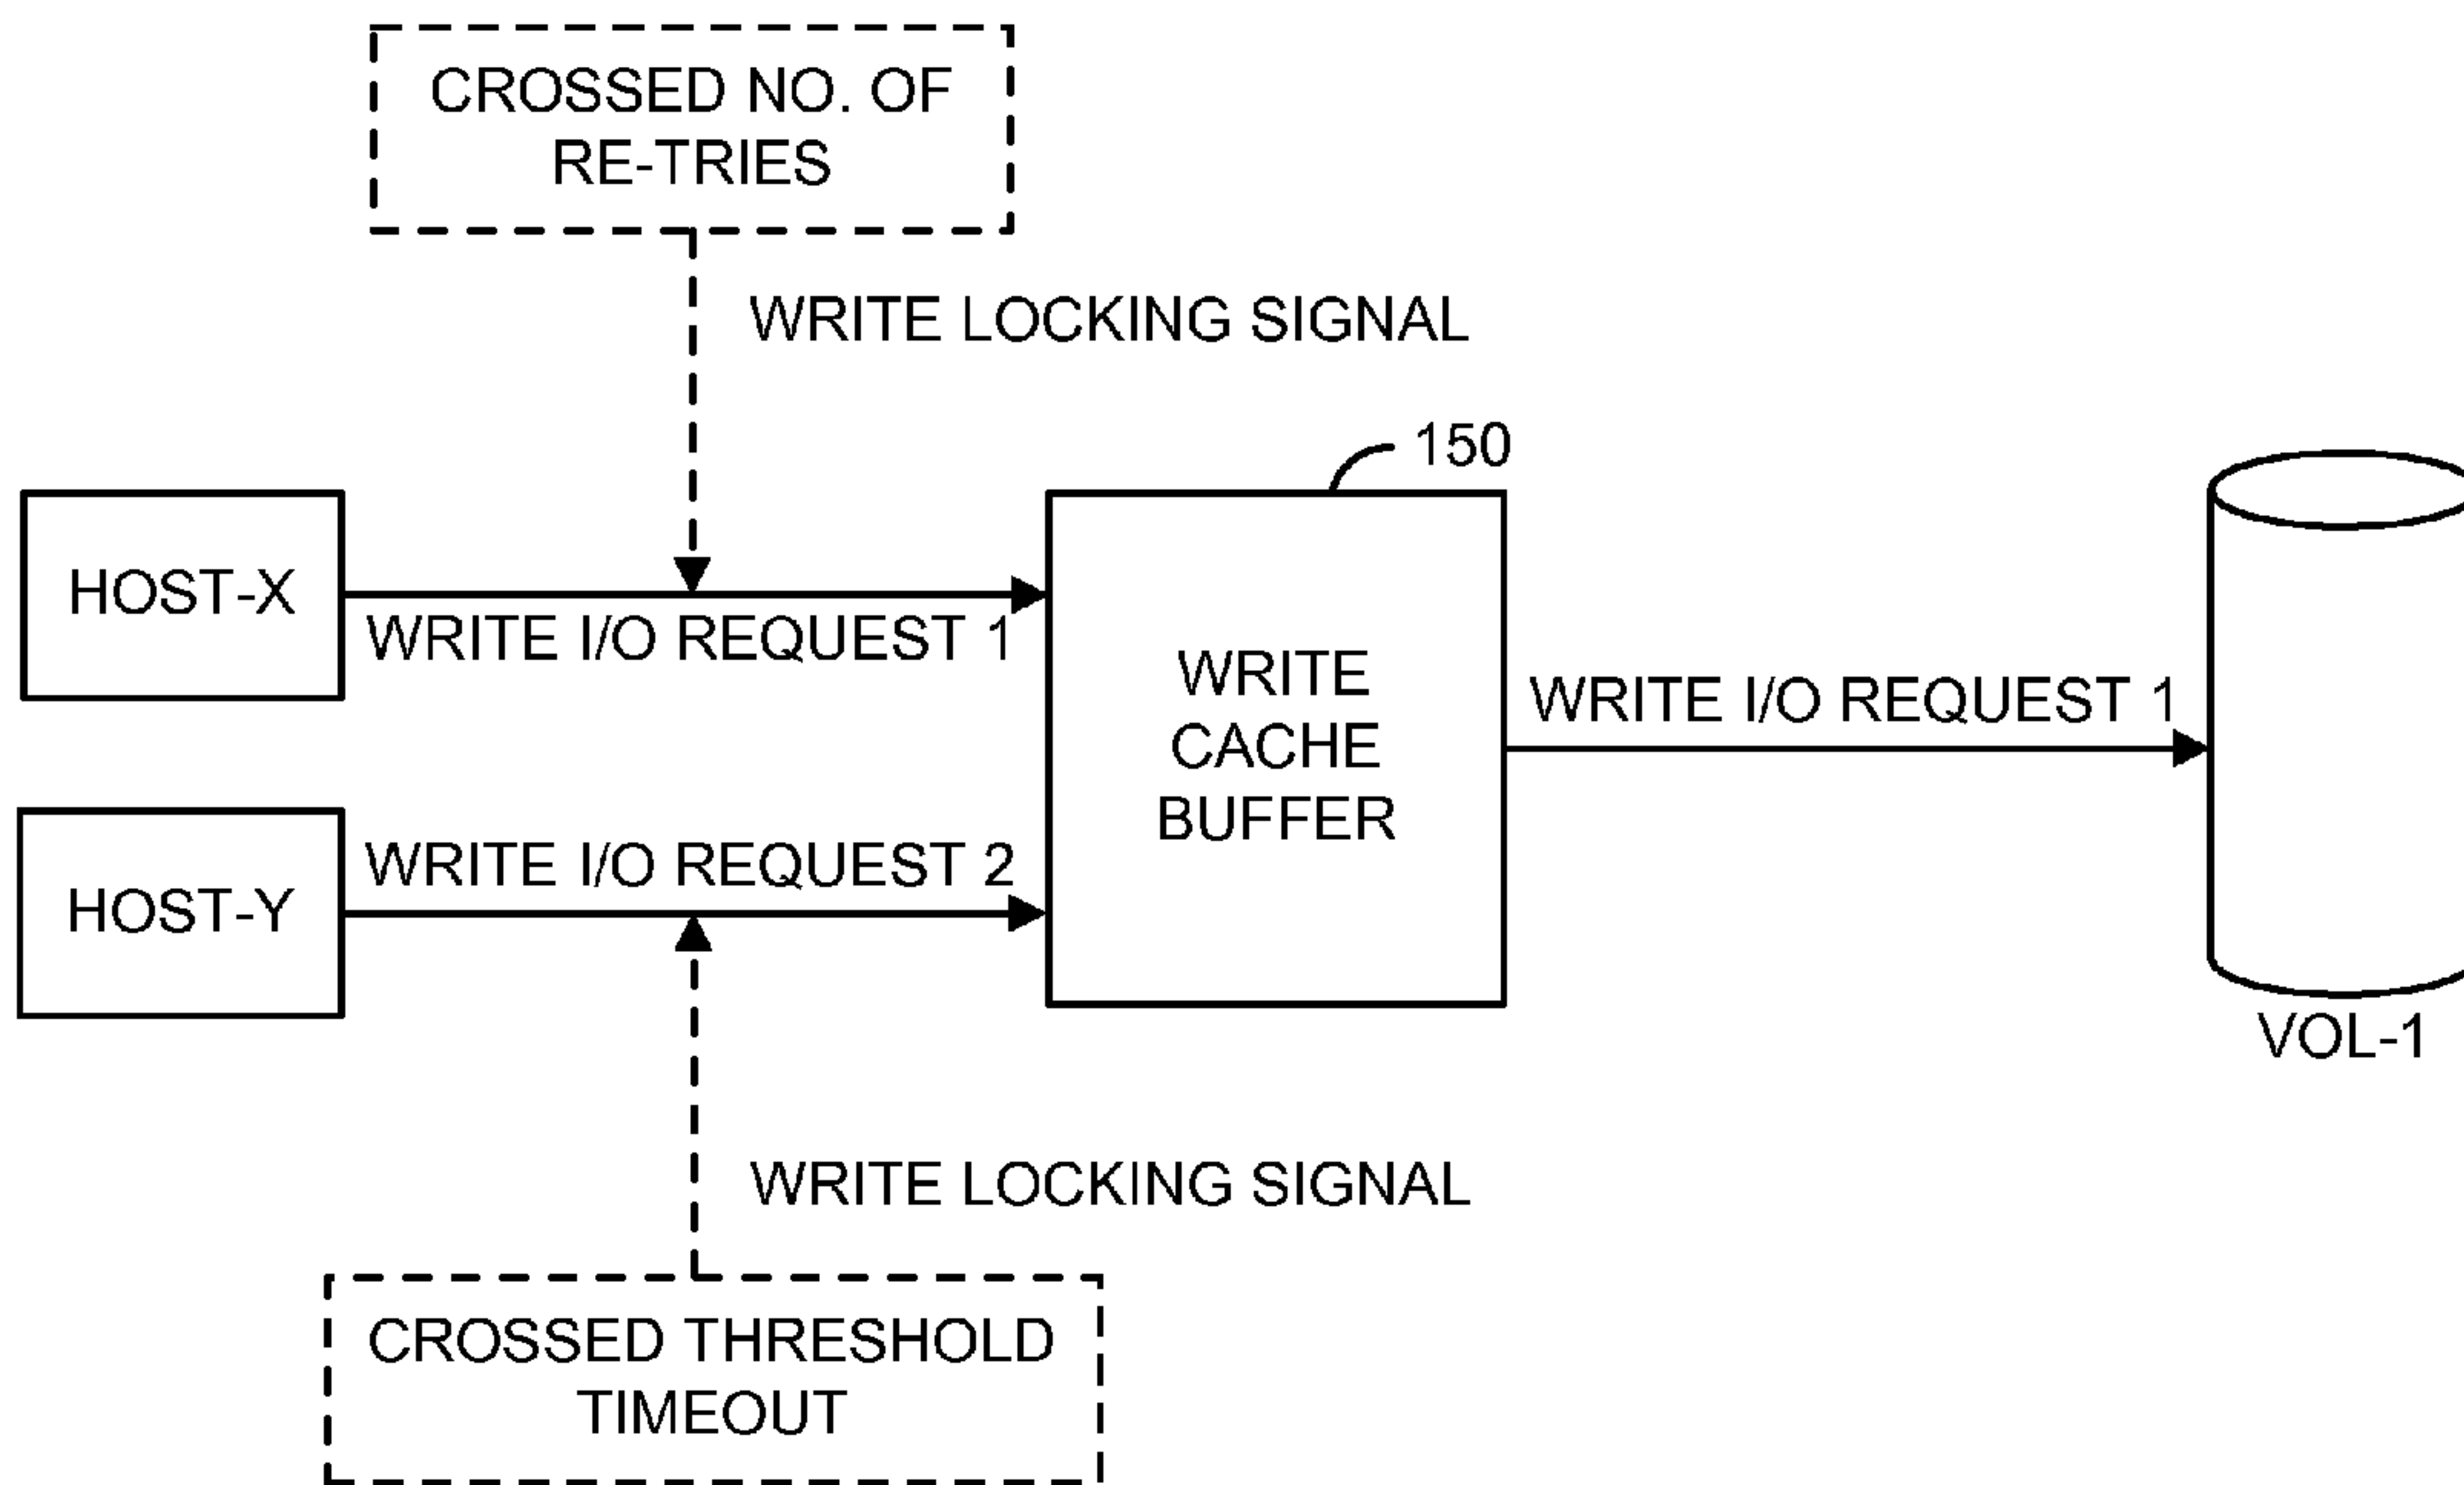 CROSSED NO. OF
RE-TRIES
WRITE LOCKING SIGNAL
150
HOST-X
WRITE I/O REQUEST 1
WRITE
CACHE
BUFFER
WRITE I/O REQUEST 1
HOST-Y
WRITE I/O REQUEST 2
VOL-1
WRITE LOCKING SIGNAL
CROSSED THRESHOLD
TIMEOUT